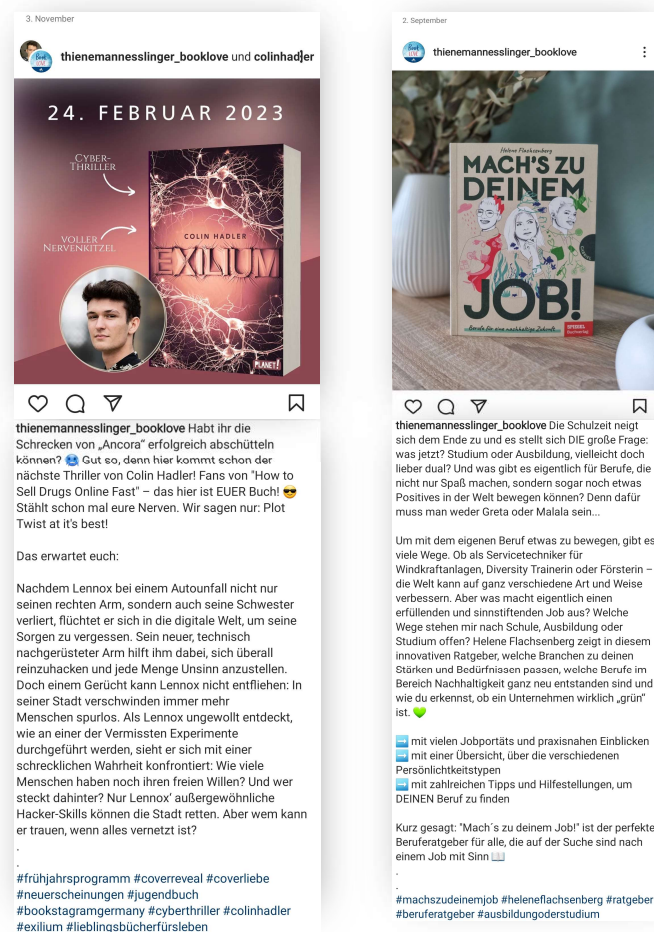 3. November
thienemannesslinger_booklove und colinhadler
24. FEBRUAR 2023
CYBER-
THRILLER
VOLLER
NERVENKITZEL
COLIN HADLER
EXILIUM
PLANET!
thienemannesslinger_booklove Habt ihr die
Schrecken von „Ancora“ erfolgreich abschütteln
können? 🥶 Gut so, denn hier kommt schon der
nächste Thriller von Colin Hadler! Fans von "How to
Sell Drugs Online Fast" – das hier ist EUER Buch! 😎
Stählt schon mal eure Nerven. Wir sagen nur: Plot
Twist at it's best!
Das erwartet euch:
Nachdem Lennox bei einem Autounfall nicht nur
seinen rechten Arm, sondern auch seine Schwester
verliert, flüchtet er sich in die digitale Welt, um seine
Sorgen zu vergessen. Sein neuer, technisch
nachgerüsteter Arm hilft ihm dabei, sich überall
reinzuhacken und jede Menge Unsinn anzustellen.
Doch einem Gerücht kann Lennox nicht entfliehen: In
seiner Stadt verschwinden immer mehr
Menschen spurlos. Als Lennox ungewollt entdeckt,
wie an einer der Vermissten Experimente
durchgeführt werden, sieht er sich mit einer
schrecklichen Wahrheit konfrontiert: Wie viele
Menschen haben noch ihren freien Willen? Und wer
steckt dahinter? Nur Lennox’ außergewöhnliche
Hacker-Skills können die Stadt retten. Aber wem kann
er trauen, wenn alles vernetzt ist?
.
.
#frühjahrsprogramm #coverreveal #coverliebe
#neuerscheinungen #jugendbuch
#bookstagramgermany #cyberthriller #colinhadler
#exilium #lieblingsbücherfürsleben
2. September
thienemannesslinger_booklove
Helene Flachsenberg
MACH'S ZU
DEINEM
JOB!
Berufe für eine nachhaltige Zukunft
SPIEGEL
thienemannesslinger_booklove Die Schulzeit neigt
sich dem Ende zu und es stellt sich DIE große Frage:
was jetzt? Studium oder Ausbildung, vielleicht doch
lieber dual? Und was gibt es eigentlich für Berufe, die
nicht nur Spaß machen, sondern sogar noch etwas
Positives in der Welt bewegen können? Denn dafür
muss man weder Greta oder Malala sein...
Um mit dem eigenen Beruf etwas zu bewegen, gibt es
viele Wege. Ob als Servicetechniker für
Windkraftanlagen, Diversity Trainerin oder Försterin –
die Welt kann auf ganz verschiedene Art und Weise
verbessern. Aber was macht eigentlich einen
erfüllenden und sinnstiftenden Job aus? Welche
Wege stehen mir nach Schule, Ausbildung oder
Studium offen? Helene Flachsenberg zeigt in diesem
innovativen Ratgeber, welche Branchen zu deinen
Stärken und Bedürfnissen passen, welche Berufe im
Bereich Nachhaltigkeit ganz neu entstanden sind und
wie du erkennst, ob ein Unternehmen wirklich „grün“
ist. 💚
➡️ mit vielen Jobportäts und praxisnahen Einblicken
➡️ mit einer Übersicht, über die verschiedenen
Persönlichkeitstypen
➡️ mit zahlreichen Tipps und Hilfestellungen, um
DEINEN Beruf zu finden
Kurz gesagt: "Mach´s zu deinem Job!" ist der perfekte
Beruferatgeber für alle, die auf der Suche sind nach
einem Job mit Sinn 📖
.
.
#machszudeinemjob #heleneflachsenberg #ratgeber
#beruferatgeber #ausbildungoderstudium